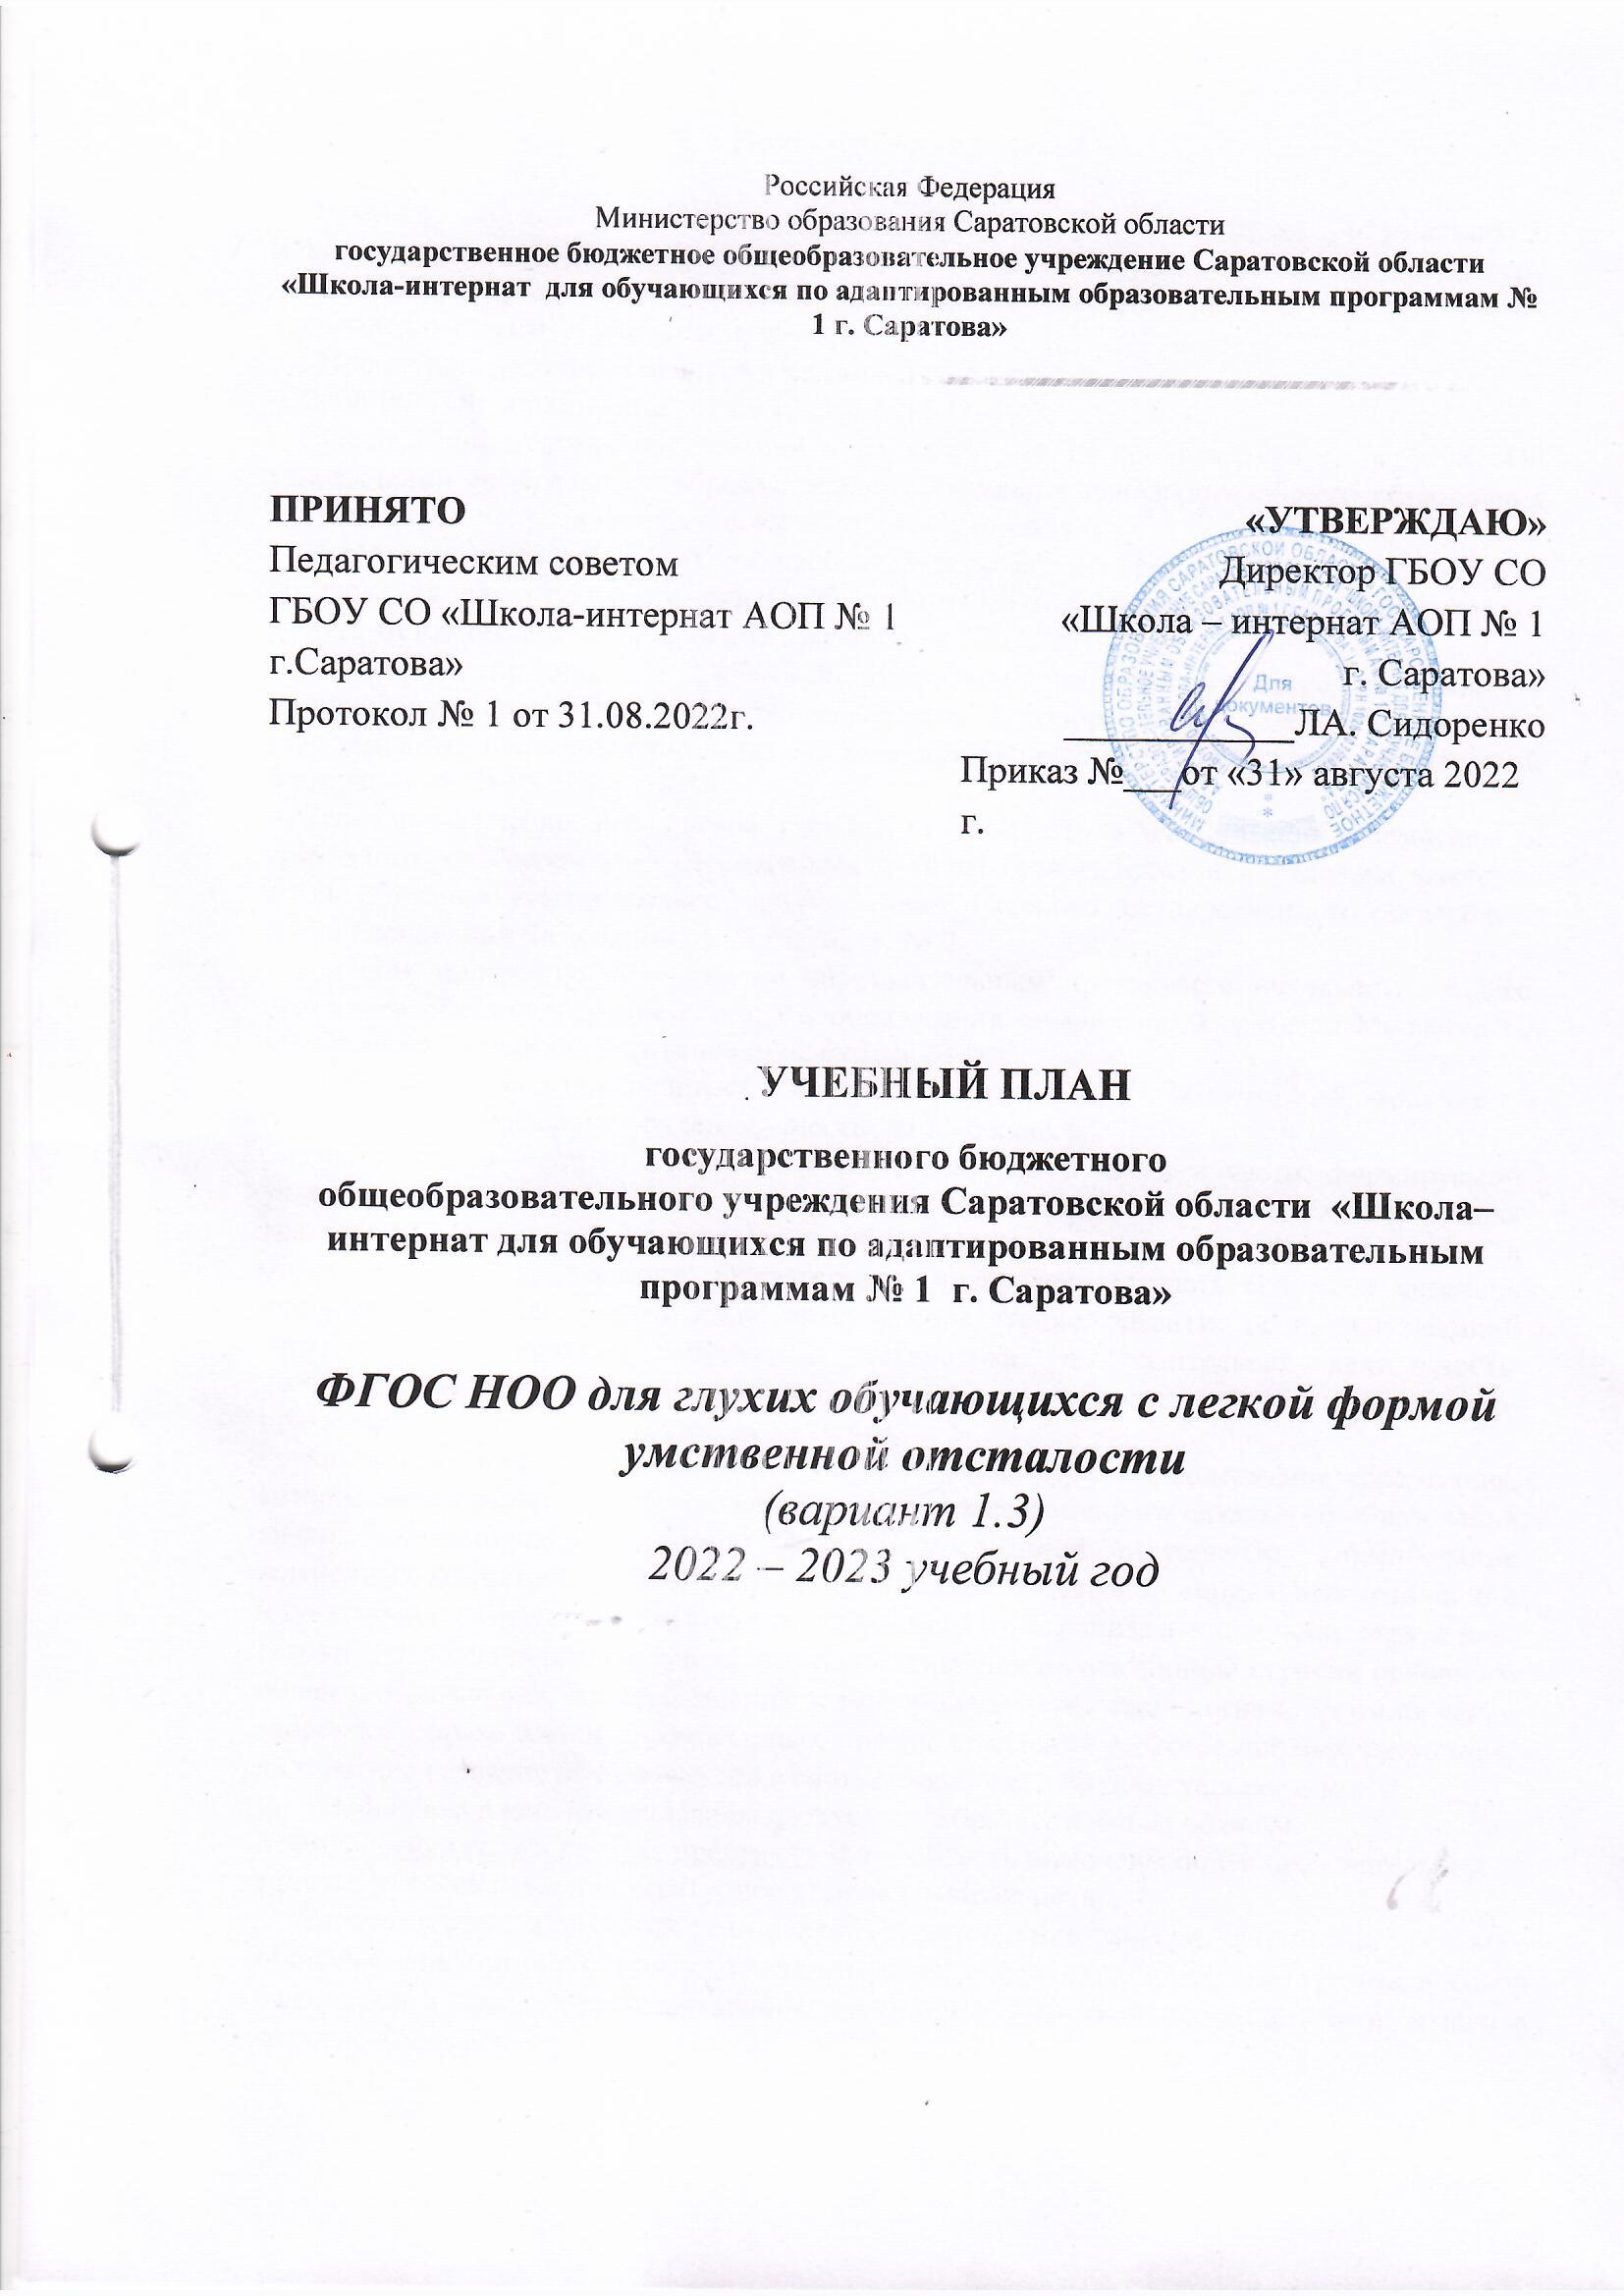 Российская Федерация
Министерство образования Саратовской области
государственное бюджетное общеобразовательное учреждение Саратовской области
«Школа-интернат для обучающихся по адаптированным образовательным программам №
1 г. Саратова»
ПРИНЯТО
Педагогическим советом
ГБОУ СО «Школа-интернат АОП № 1
г.Саратова»
Протокол № 1 от 31.08.2022г.
«УТВЕРЖДАЮ»
Директор ГБОУ СО
«Школа – интернат АОП № 1
г. Саратова»
____________ЛА. Сидоренко
Приказ №___от «31» августа 2022
г.
Для
документов
УЧЕБНЫЙ ПЛАН
государственного бюджетного
общеобразовательного учреждения Саратовской области «Школа–
интернат для обучающихся по адаптированным образовательным
программам № 1 г. Саратова»
ФГОС НОО для глухих обучающихся с легкой формой
умственной отсталости
(вариант 1.3)
2022 – 2023 учебный год